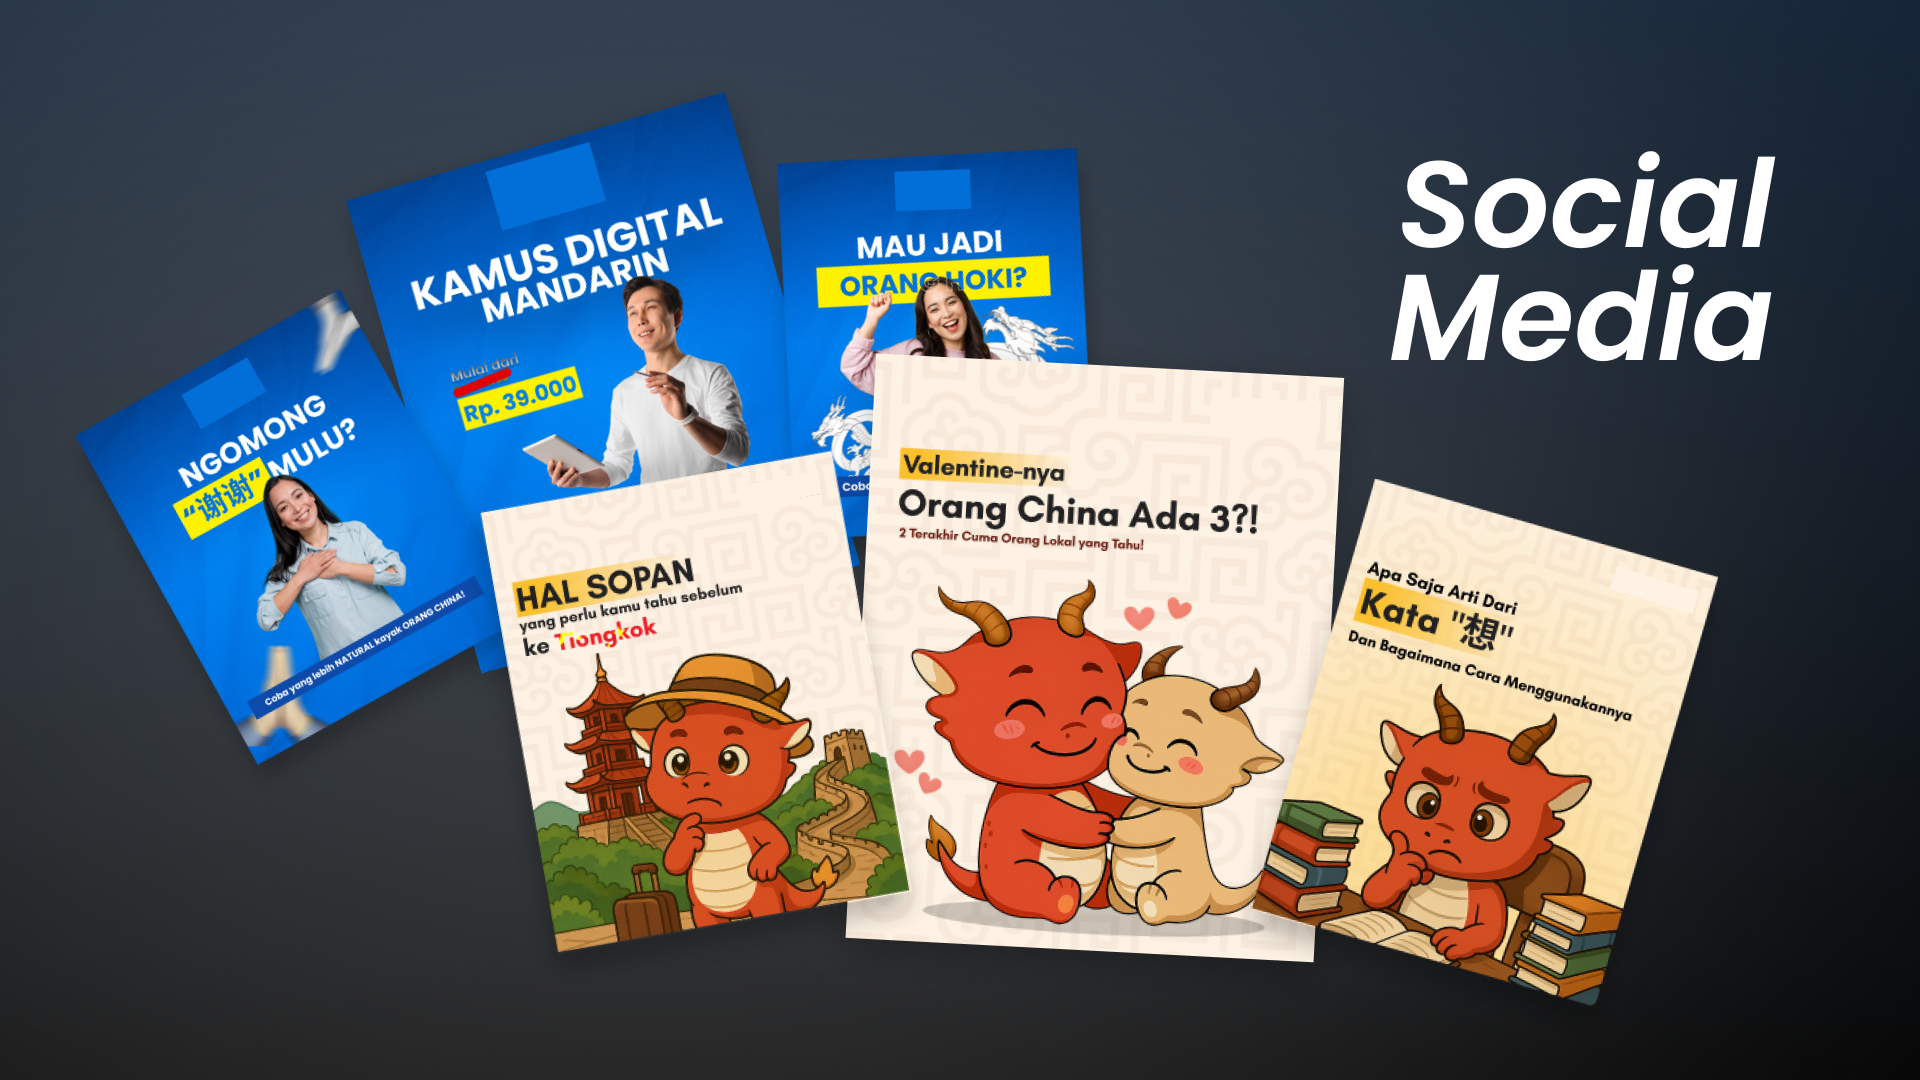 Social
Media
NGOMONG
"谢谢" MULU?
Coba yang lebih NATURAL kayak ORANG CHINA!
KAMUS DIGITAL
MANDARIN
Mulai dari
Rp. 39.000
MAU JADI
ORANG HOKI?
Coba
HAL SOPAN
yang perlu kamu tahu sebelum
ke Tiongkok
Valentine-nya
Orang China Ada 3?!
2 Terakhir Cuma Orang Lokal yang Tahu!
Apa Saja Arti Dari
Kata "想"
Dan Bagaimana Cara Menggunakannya